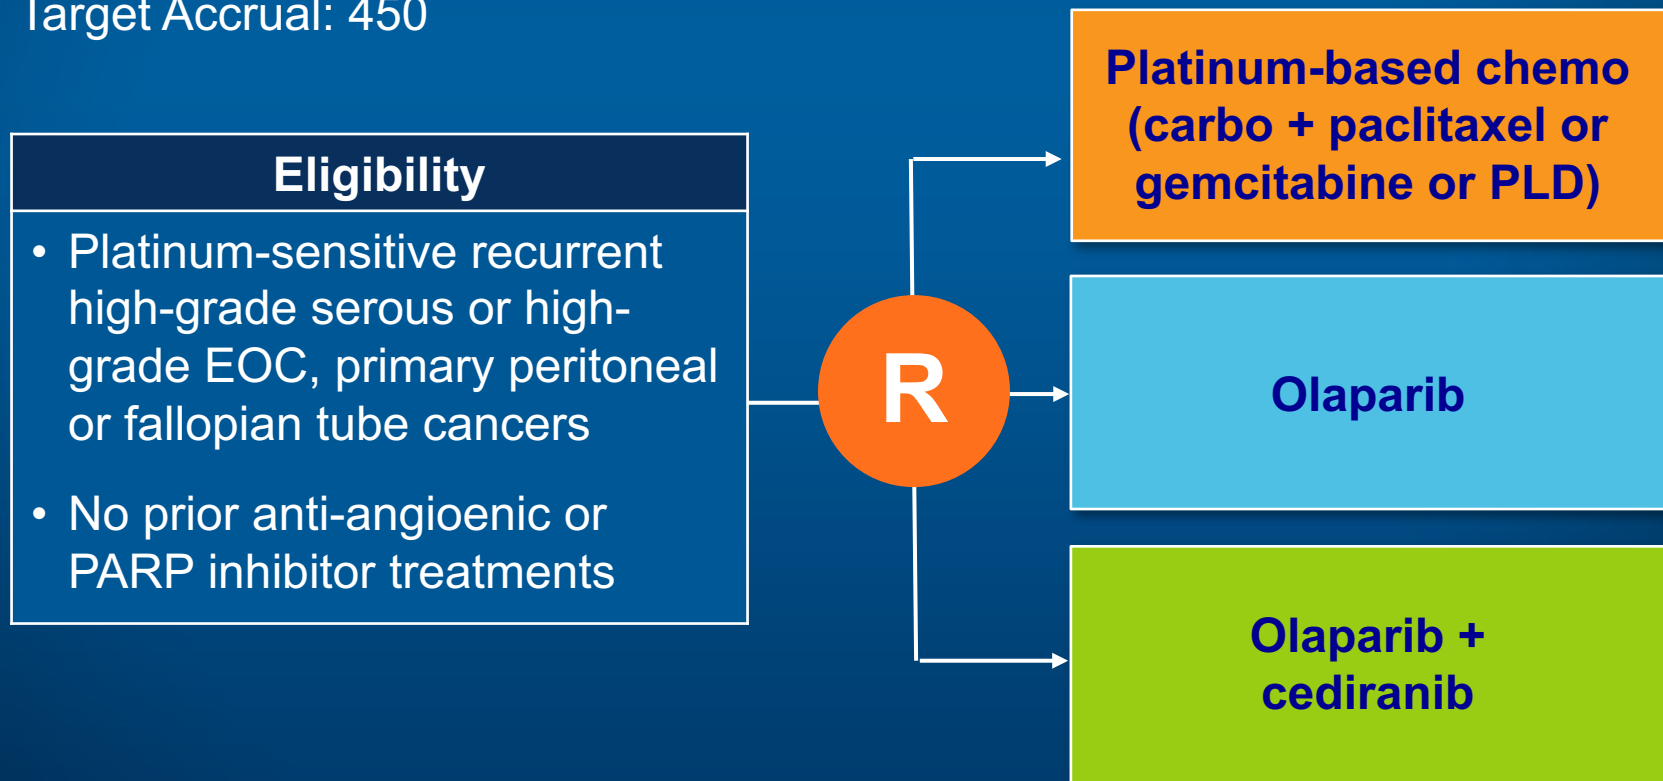 Target Accrual: 450
Eligibility
• Platinum-sensitive recurrent
high-grade serous or high-
grade EOC, primary peritoneal
or fallopian tube cancers
• No prior anti-angioenic or
PARP inhibitor treatments
R
Platinum-based chemo
(carbo + paclitaxel or
gemcitabine or PLD)
Olaparib
Olaparib +
cediranib